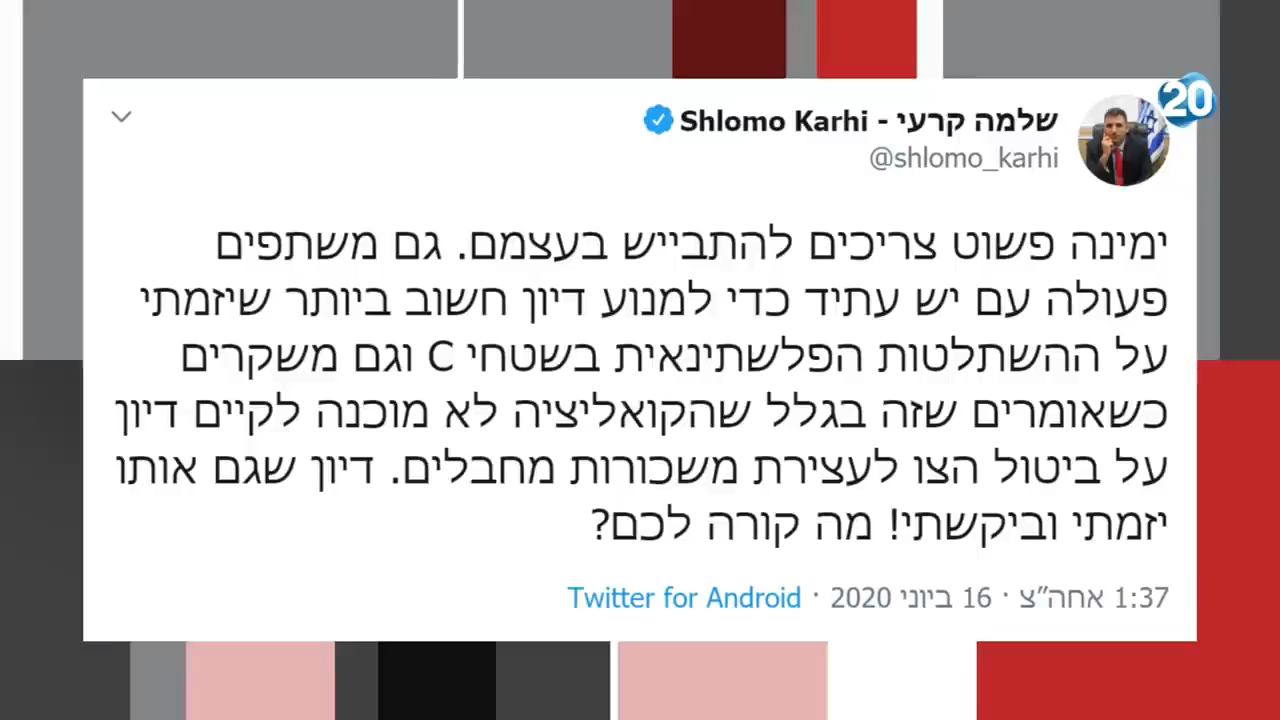 20
שלמה קרעי - Shlomo Karhi
@shlomo_karhi
ימינה פשוט צריכים להתבייש בעצמם. גם משתפים
פעולה עם יש עתיד כדי למנוע דיון חשוב ביותר שיזמתי
על ההשתלטות הפלשתינאית בשטחי C וגם משקרים
כשאומרים שזה בגלל שהקואליציה לא מוכנה לקיים דיון
על ביטול הצו לעצירת משכורות מחבלים. דיון שגם אותו
יזמתי וביקשתי! מה קורה לכם?
1:37 אחה”צ · 16 ביוני 2020 · Twitter for Android